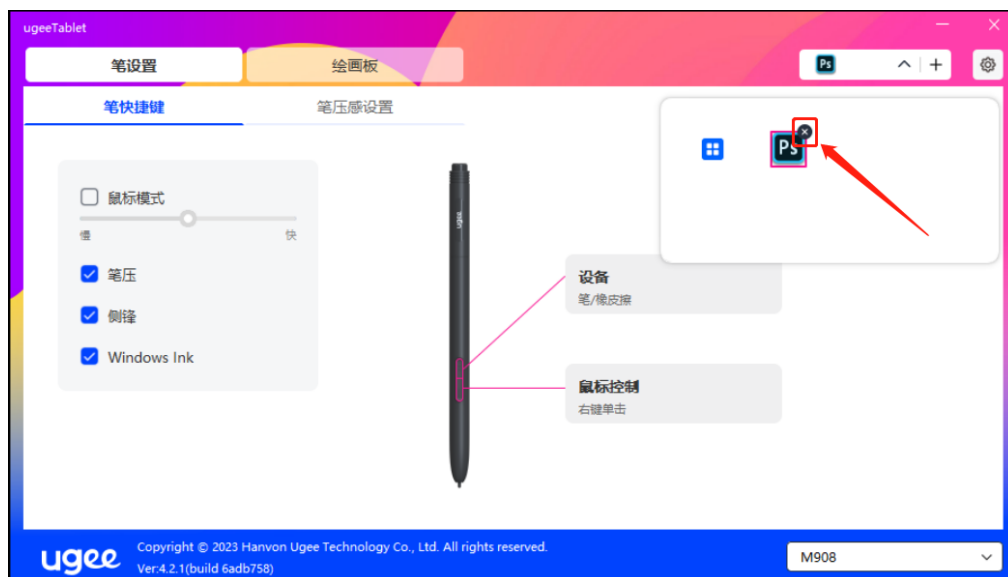 ugeeTablet
笔设置
绘画板
Ps
笔快捷键
笔压感设置
Ps
鼠标模式
慢
快
笔压
侧锋
Windows Ink
ugee
设备
笔/橡皮擦
鼠标控制
右键单击
ugee
Copyright © 2023 Hanvon Ugee Technology Co., Ltd. All rights reserved.
Ver:4.2.1(build 6adb758)
M908